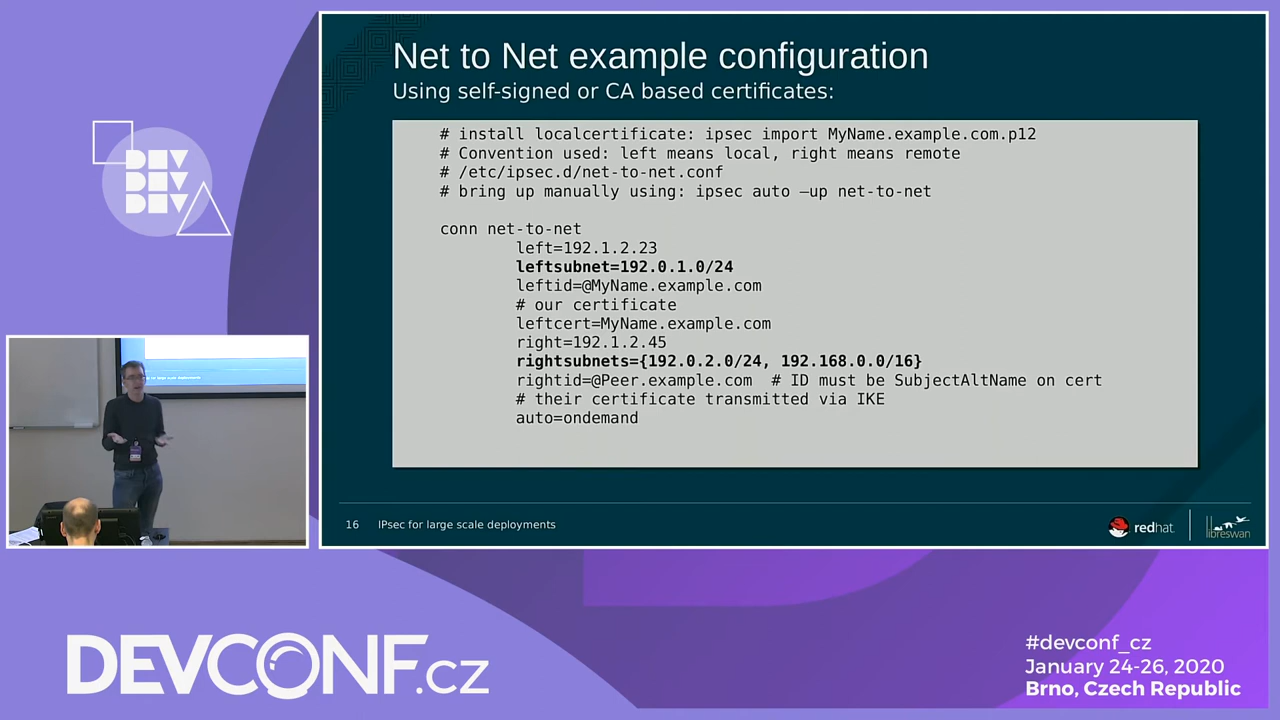 Net to Net example configuration
Using self-signed or CA based certificates:
# install localcertificate: ipsec import MyName.example.com.p12
# Convention used: left means local, right means remote
# /etc/ipsec.d/net-to-net.conf
# bring up manually using: ipsec auto –up net-to-net
conn net-to-net
left=192.1.2.23
leftsubnet=192.0.1.0/24
leftid=@MyName.example.com
# our certificate
leftcert=MyName.example.com
right=192.1.2.45
rightsubnets={192.0.2.0/24, 192.168.0.0/16}
rightid=@Peer.example.com # ID must be SubjectAltName on cert
# their certificate transmitted via IKE
auto=ondemand
16 IPsec for large scale deployments
redhat.
libreswan
DEV
DEV
DEV
DEVCONF.cz
#devconf_cz
January 24-26, 2020
Brno, Czech Republic